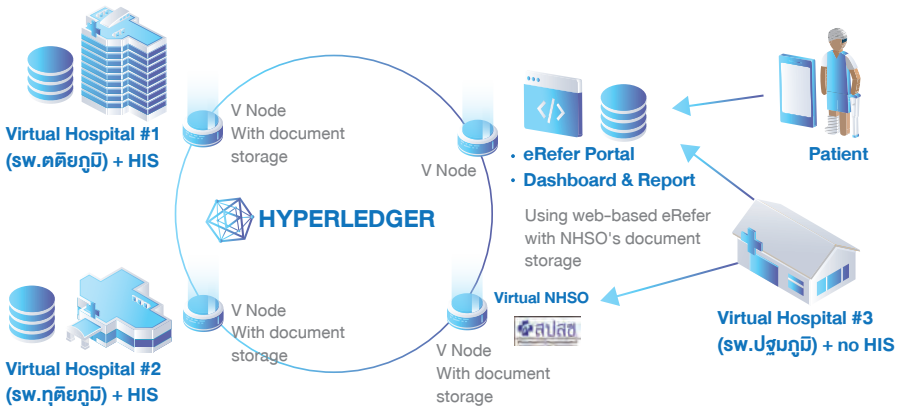 Virtual Hospital #1
(รพ.ตติยภูมิ) + HIS
V Node
With document
storage
V Node
</>
• eRefer Portal
• Dashboard & Report
Using web-based eRefer
with NHSO's document
storage
Patient
HYPERLEDGER
Virtual Hospital #2
(รพ.ทุติยภูมิ) + HIS
V Node
With document
storage
Virtual NHSO
สปสช
V Node
With document
storage
Virtual Hospital #3
(รพ.ปฐมภูมิ) + no HIS